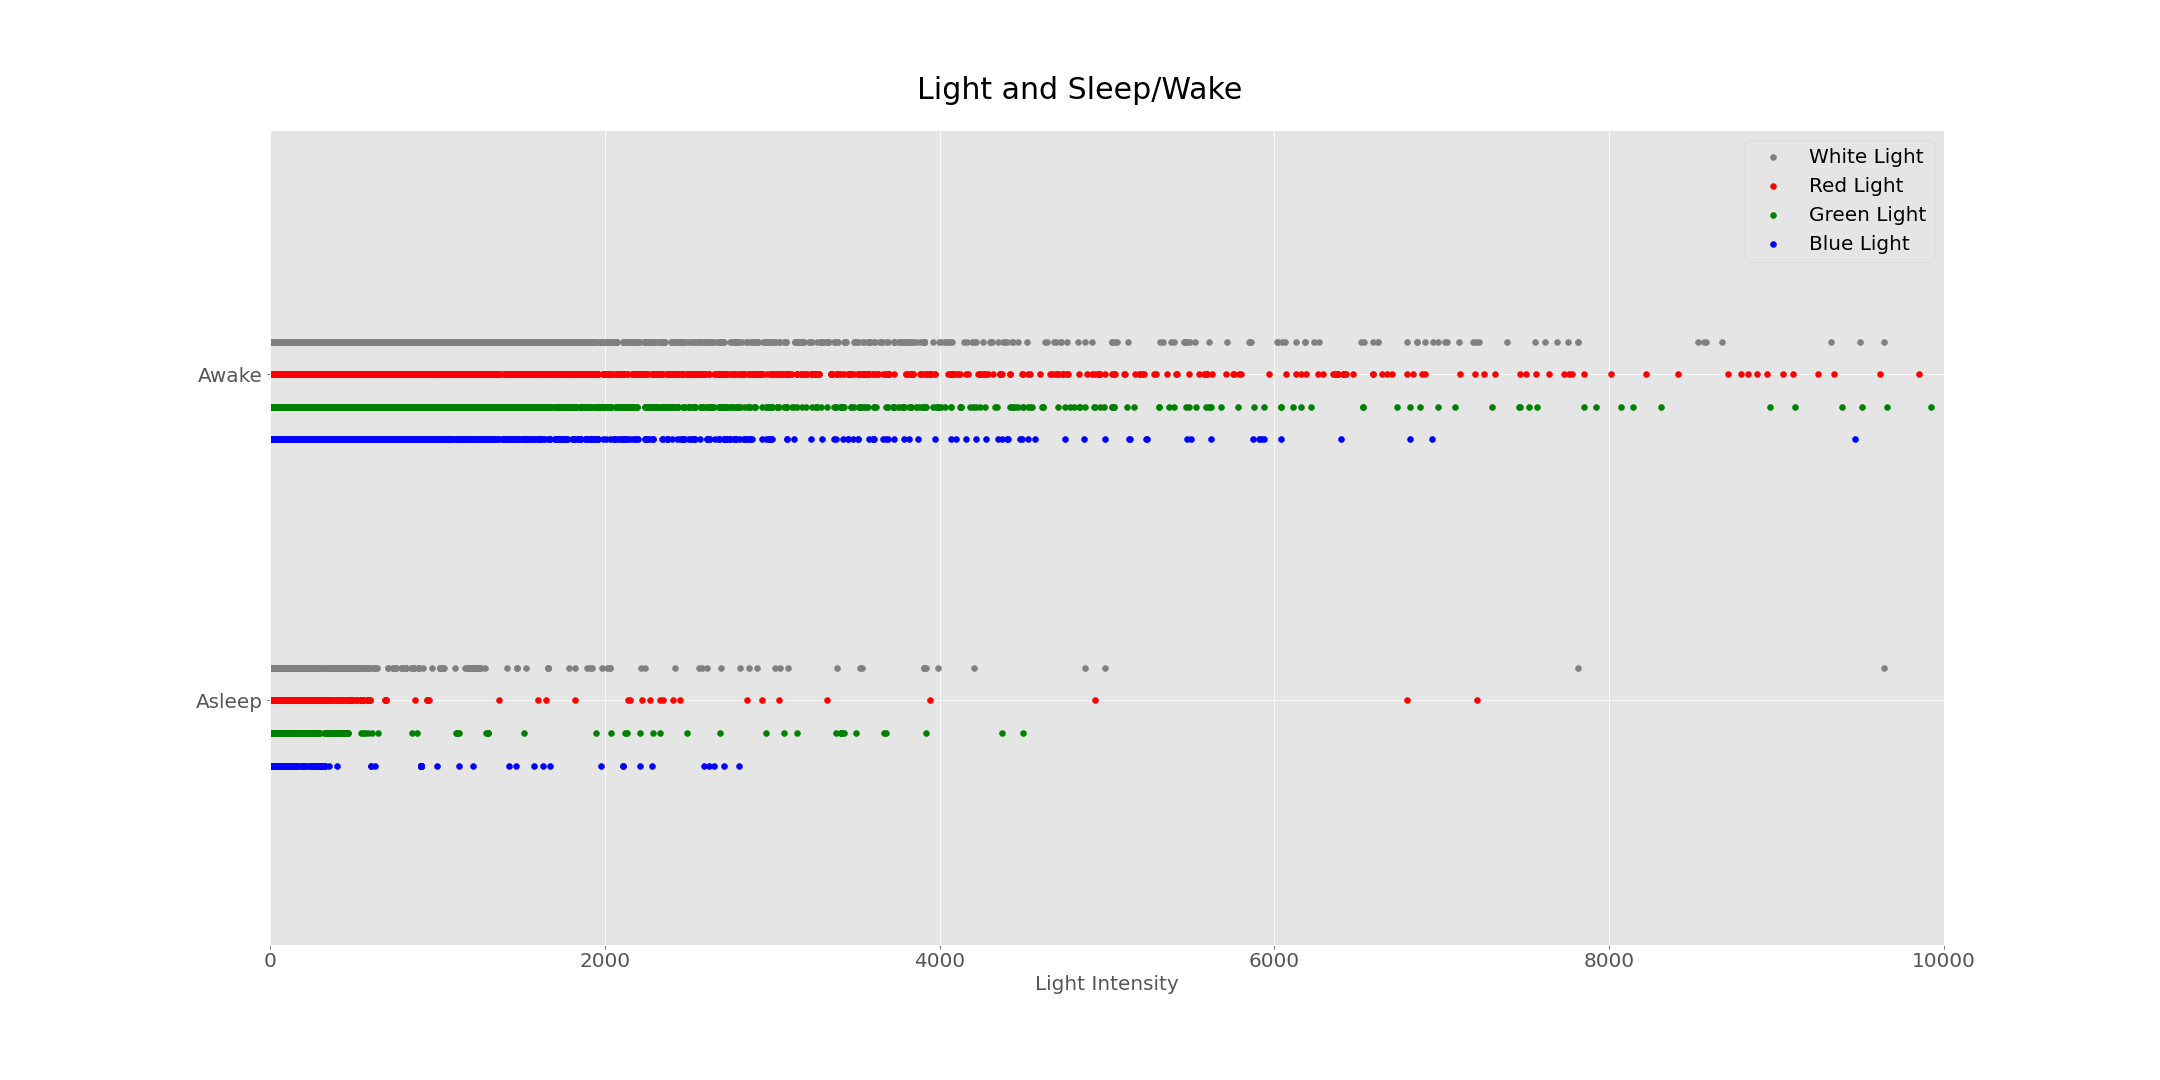 Light and Sleep/Wake
White Light
Red Light
Green Light
Blue Light
Awake
Asleep
0 2000 4000 6000 8000 10000
Light Intensity